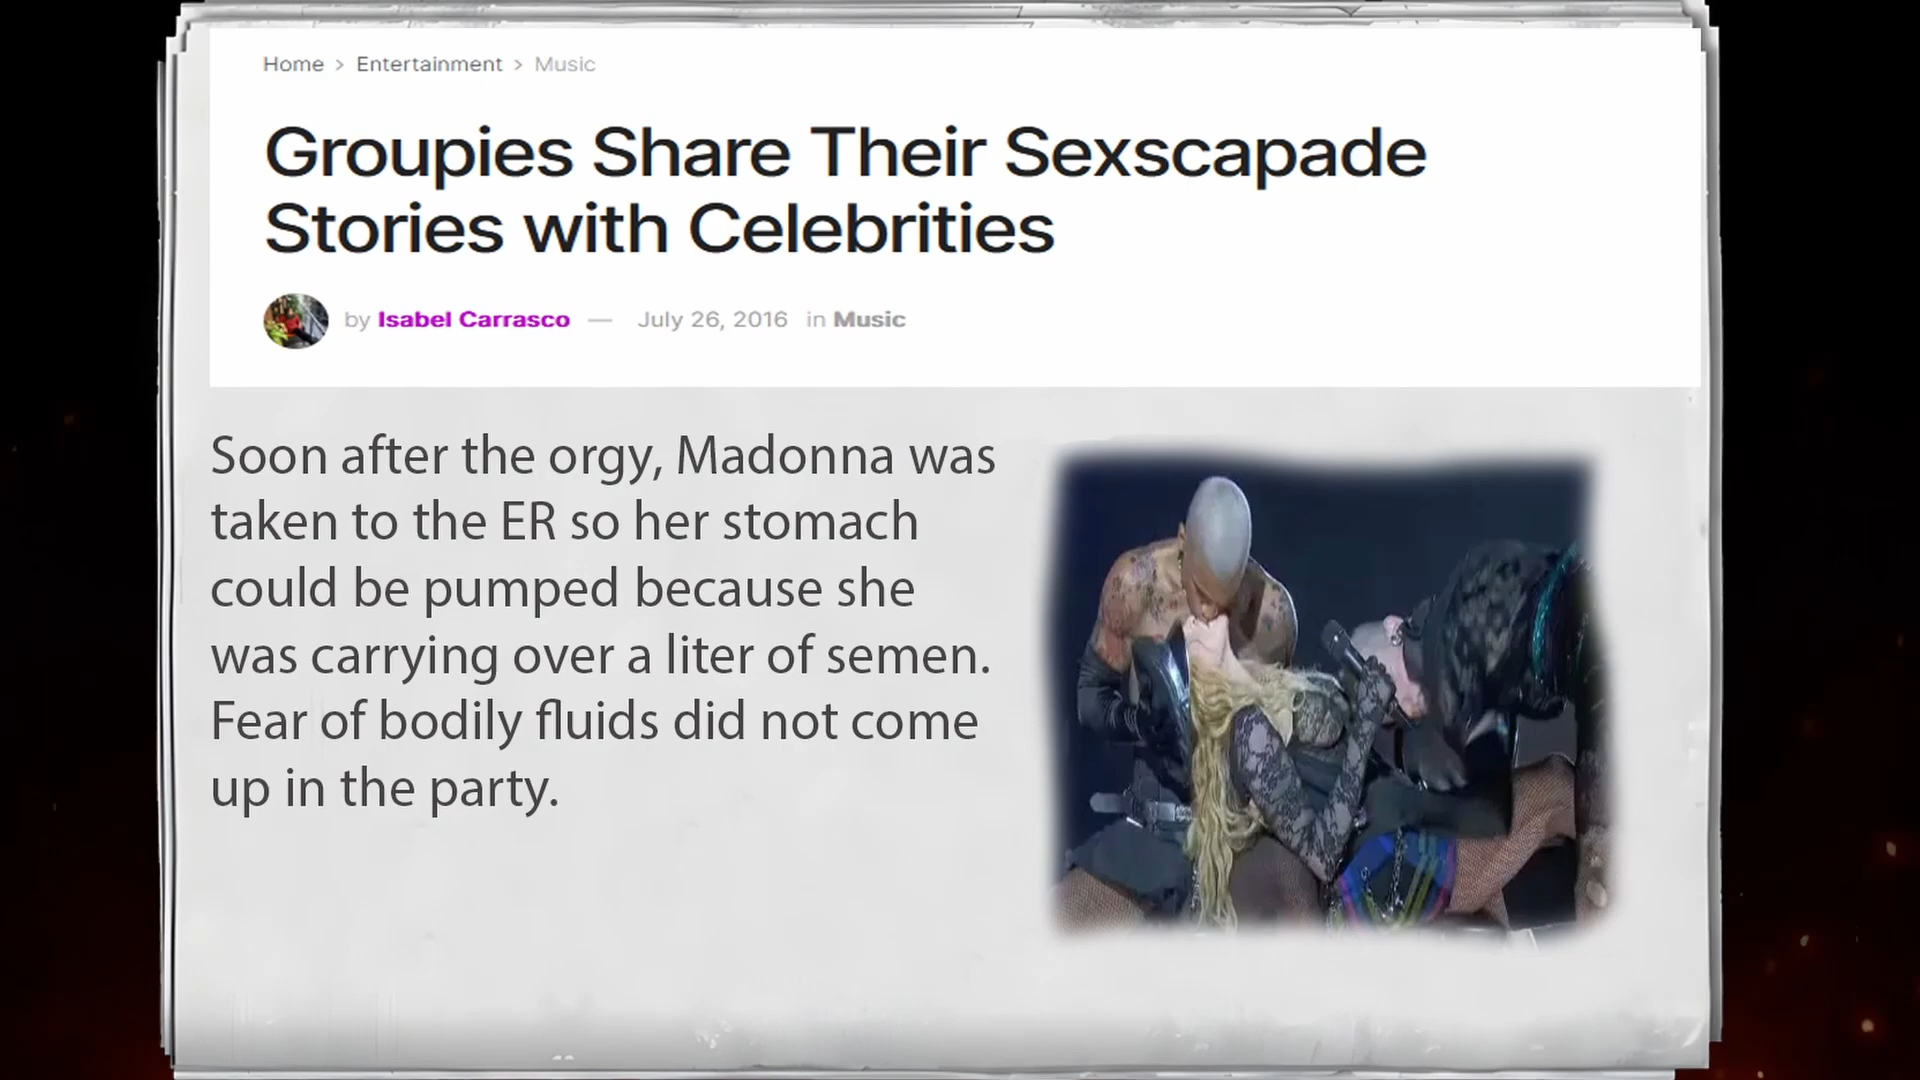 Home > Entertainment > Music
Groupies Share Their Sexscapade
Stories with Celebrities
by Isabel Carrasco — July 26, 2016 in Music
Soon after the orgy, Madonna was
taken to the ER so her stomach
could be pumped because she
was carrying over a liter of semen.
Fear of bodily fluids did not come
up in the party.